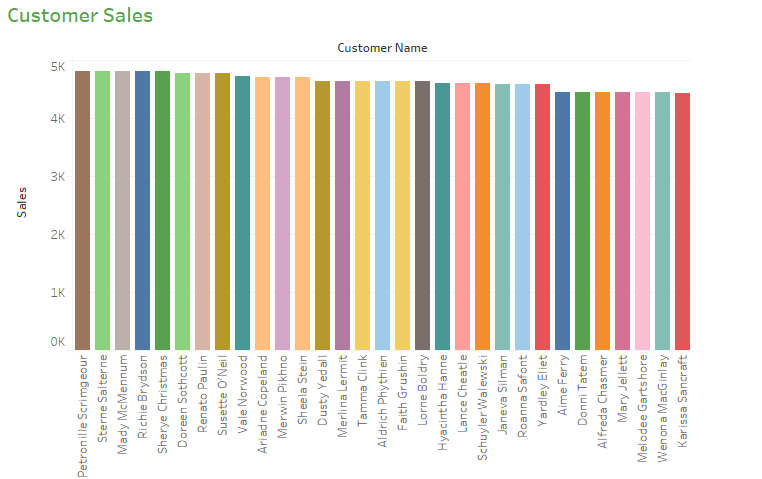 Customer Sales
Customer Name
5K
4K
3K
2K
1K
0K
Sales
Petronille Scrimgeour
Sterne Salterne
Mady McMennum
Richie Brydson
Sherye Christmas
Doreen Sothcott
Renato Paulin
Susette O'Neil
Vale Norwood
Ariadne Copeland
Merwin Pikhno
Sheela Stein
Dusty Yedall
Merlina Lermit
Tamma Clink
Aldrich Phythien
Faith Grushin
Lorne Boldry
Hyacintha Hanne
Lance Cheatle
Schuyler Walewski
Janeva Silman
Roanna Safont
Yardley Eliet
Aime Ferry
Donni Tatem
Alfreda Chasmer
Mary Jellett
Melodee Gartshore
Wenona MacGinlay
Karissa Sancraft